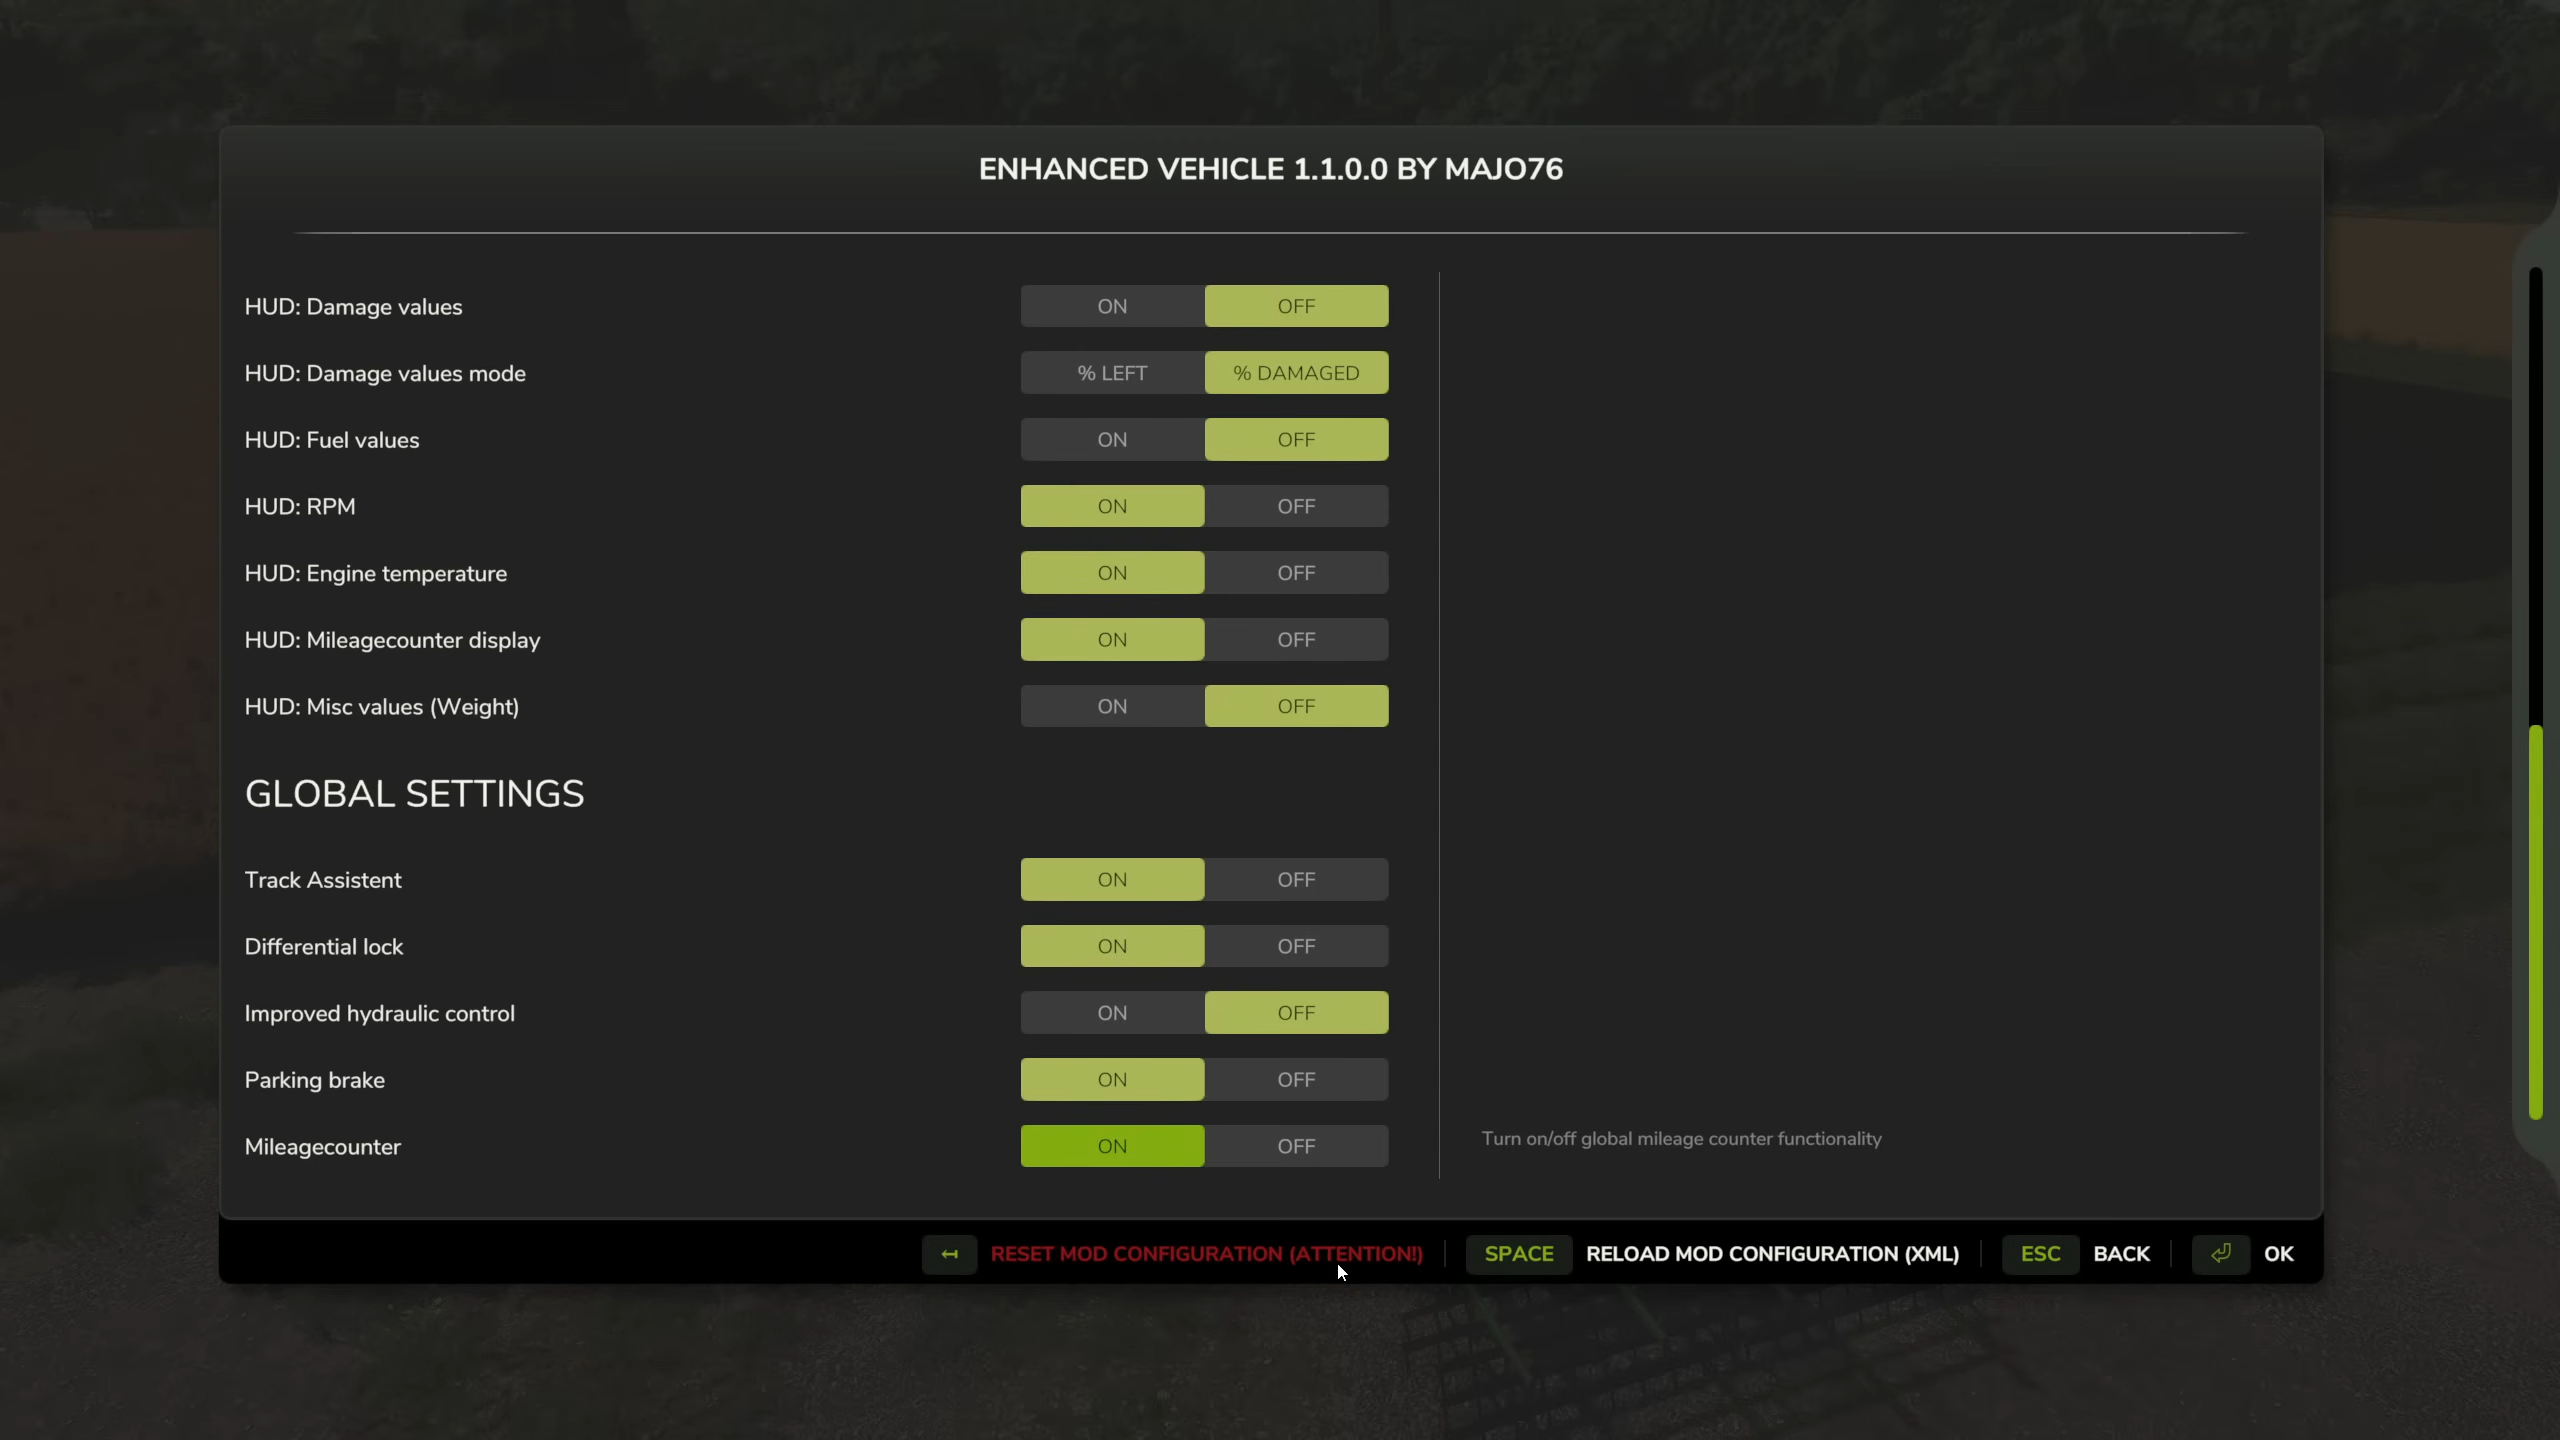 ENHANCED VEHICLE 1.1.0.0 BY MAJO76
HUD: Damage values ON OFF
HUD: Damage values mode % LEFT % DAMAGED
HUD: Fuel values ON OFF
HUD: RPM ON OFF
HUD: Engine temperature ON OFF
HUD: Mileagecounter display ON OFF
HUD: Misc values (Weight) ON OFF
GLOBAL SETTINGS
Track Assistent ON OFF
Differential lock ON OFF
Improved hydraulic control ON OFF
Parking brake ON OFF
Mileagecounter ON OFF
Turn on/off global mileage counter functionality
RESET MOD CONFIGURATION (ATTENTION!) SPACE RELOAD MOD CONFIGURATION (XML) ESC BACK OK